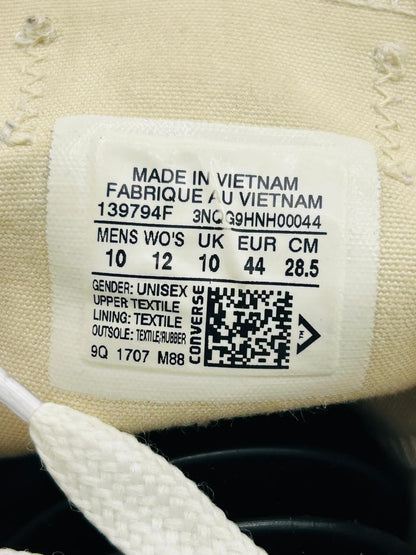 MADE IN VIETNAM
FABRIQUE AU VIETNAM
139794F 3NQG9HNH00044
MENS WO'S UK EUR CM
10 12 10 44 28.5
GENDER: UNISEX
UPPER TEXTILE
LINING: TEXTILE
OUTSOLE: TEXTILE/RUBBER
9Q 1707 M88
CONVERSE